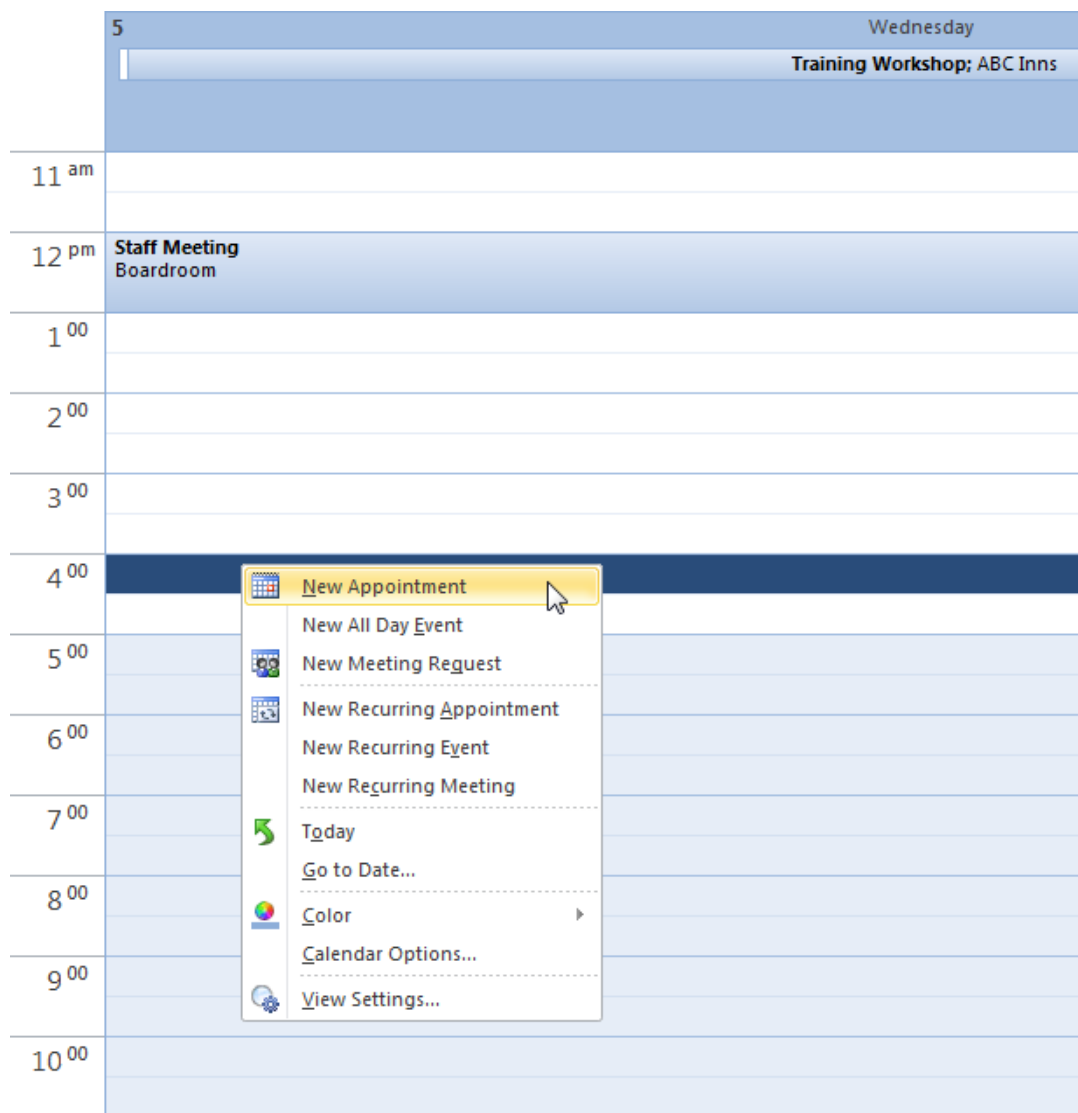 5 Wednesday
Training Workshop; ABC Inns
11 am
12 pm Staff Meeting
Boardroom
1 00
2 00
3 00
4 00
New Appointment
New All Day Event
5 00
New Meeting Request
New Recurring Appointment
6 00
New Recurring Event
New Recurring Meeting
7 00
Today
Go to Date...
8 00
Color
Calendar Options...
9 00
View Settings...
10 00